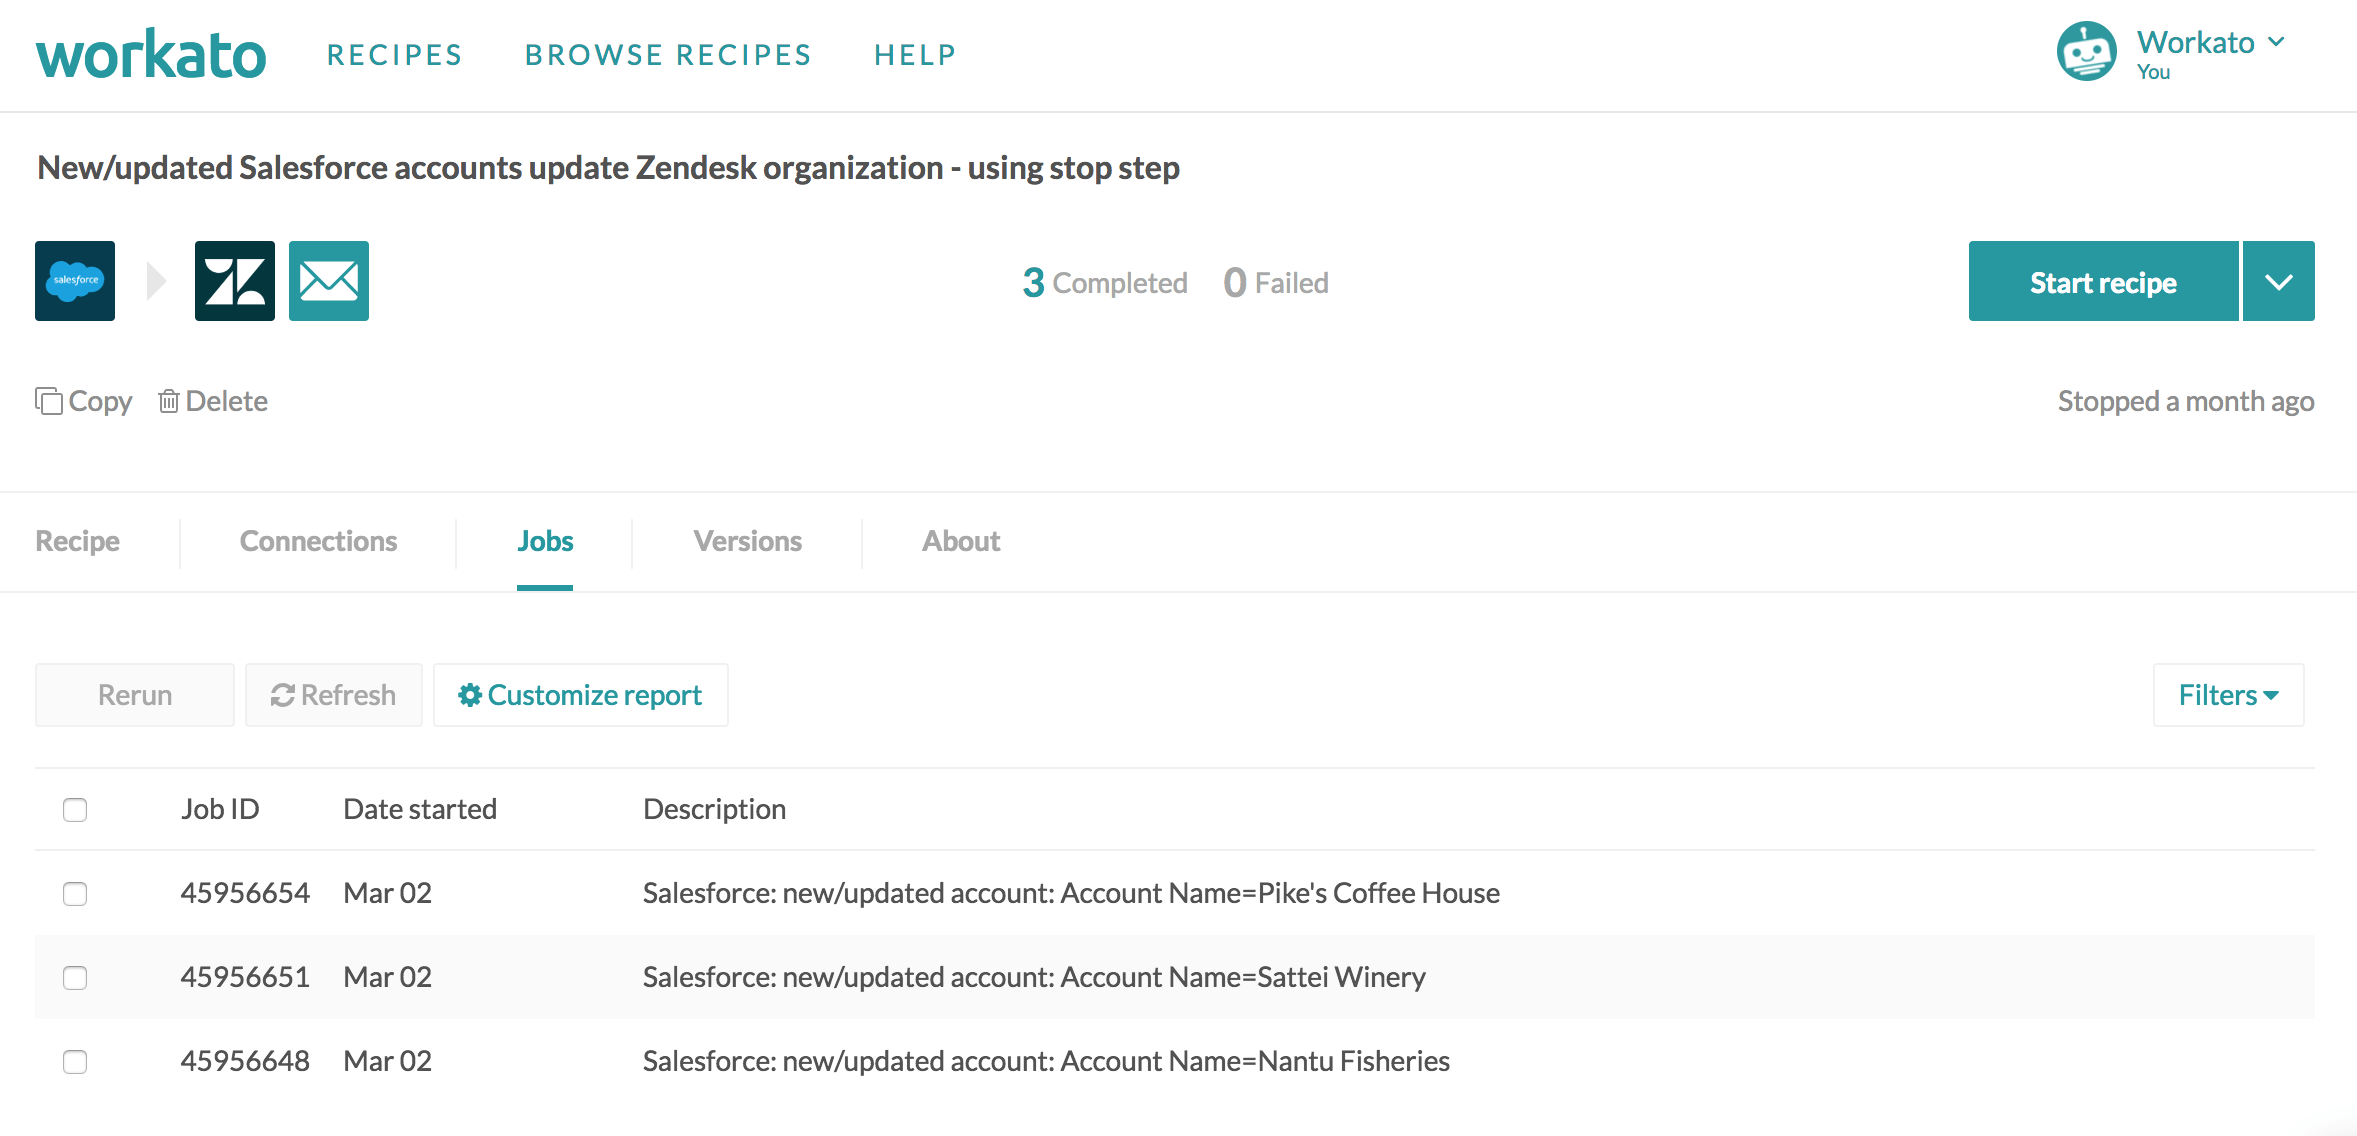 workato RECIPES BROWSE RECIPES HELP Workato
You
New/updated Salesforce accounts update Zendesk organization - using stop step
salesforce 3 Completed 0 Failed Start recipe
Copy Delete Stopped a month ago
Recipe Connections Jobs Versions About
Rerun Refresh Customize report Filters
Job ID Date started Description
45956654 Mar 02 Salesforce: new/updated account: Account Name=Pike's Coffee House
45956651 Mar 02 Salesforce: new/updated account: Account Name=Sattei Winery
45956648 Mar 02 Salesforce: new/updated account: Account Name=Nantu Fisheries